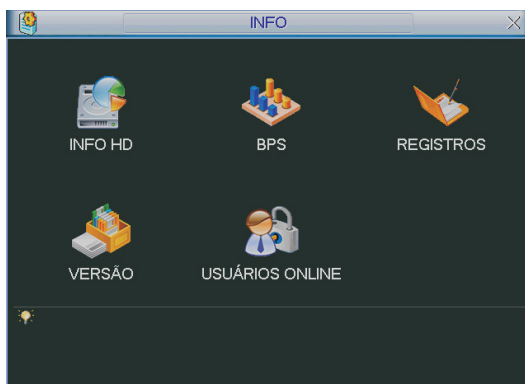 INFO
INFO HD
BPS
REGISTROS
VERSÃO
USUÁRIOS ONLINE